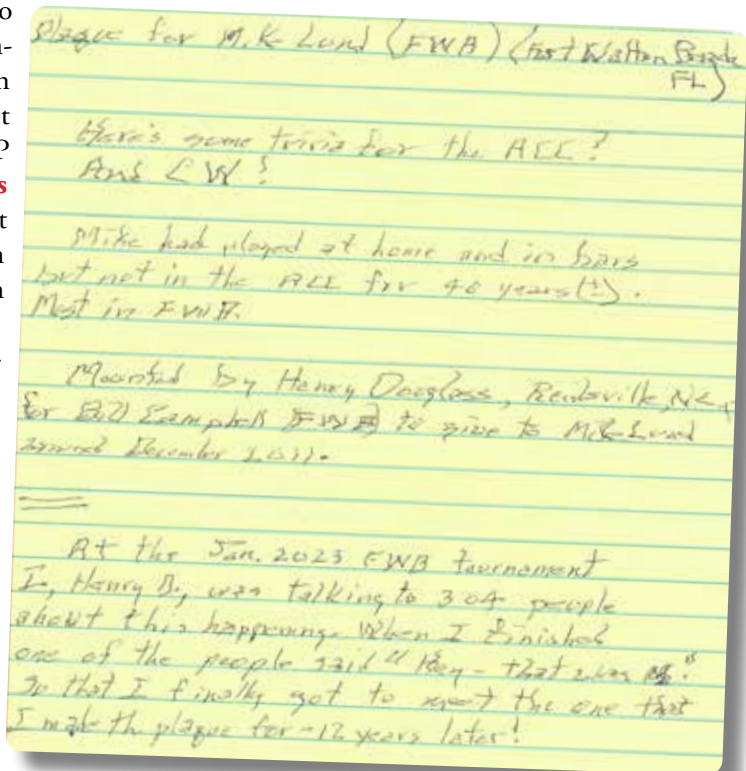 o
n-
n
t
P
s
t
n
n
Plaque for M.K Lund (FWB) (Fort Walton Beach
FL)
Here's some trivia for the ACC?
And CW?
Mike had played at home and in bars
but not in the ACC for 40 years (±).
Most in FWB.
Mounted by Henry Douglass, Reidsville, NC,
for Bill Campbell FWB to give to Mike Lund
around December 2011.
At the Jan. 2023 FWB tournament
I, Henry D., was talking to 3 or 4 people
about this happening. When I finished
one of the people said "Hey - that was me."
So that I finally got to meet the one that
I made th plaque for - 12 years later!